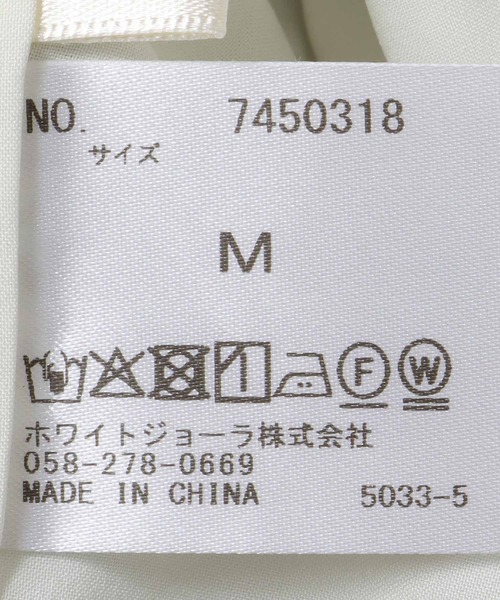 NO. 7450318
サイズ
M
F W
ホワイトジョーラ株式会社
058-278-0669
MADE IN CHINA 5033-5